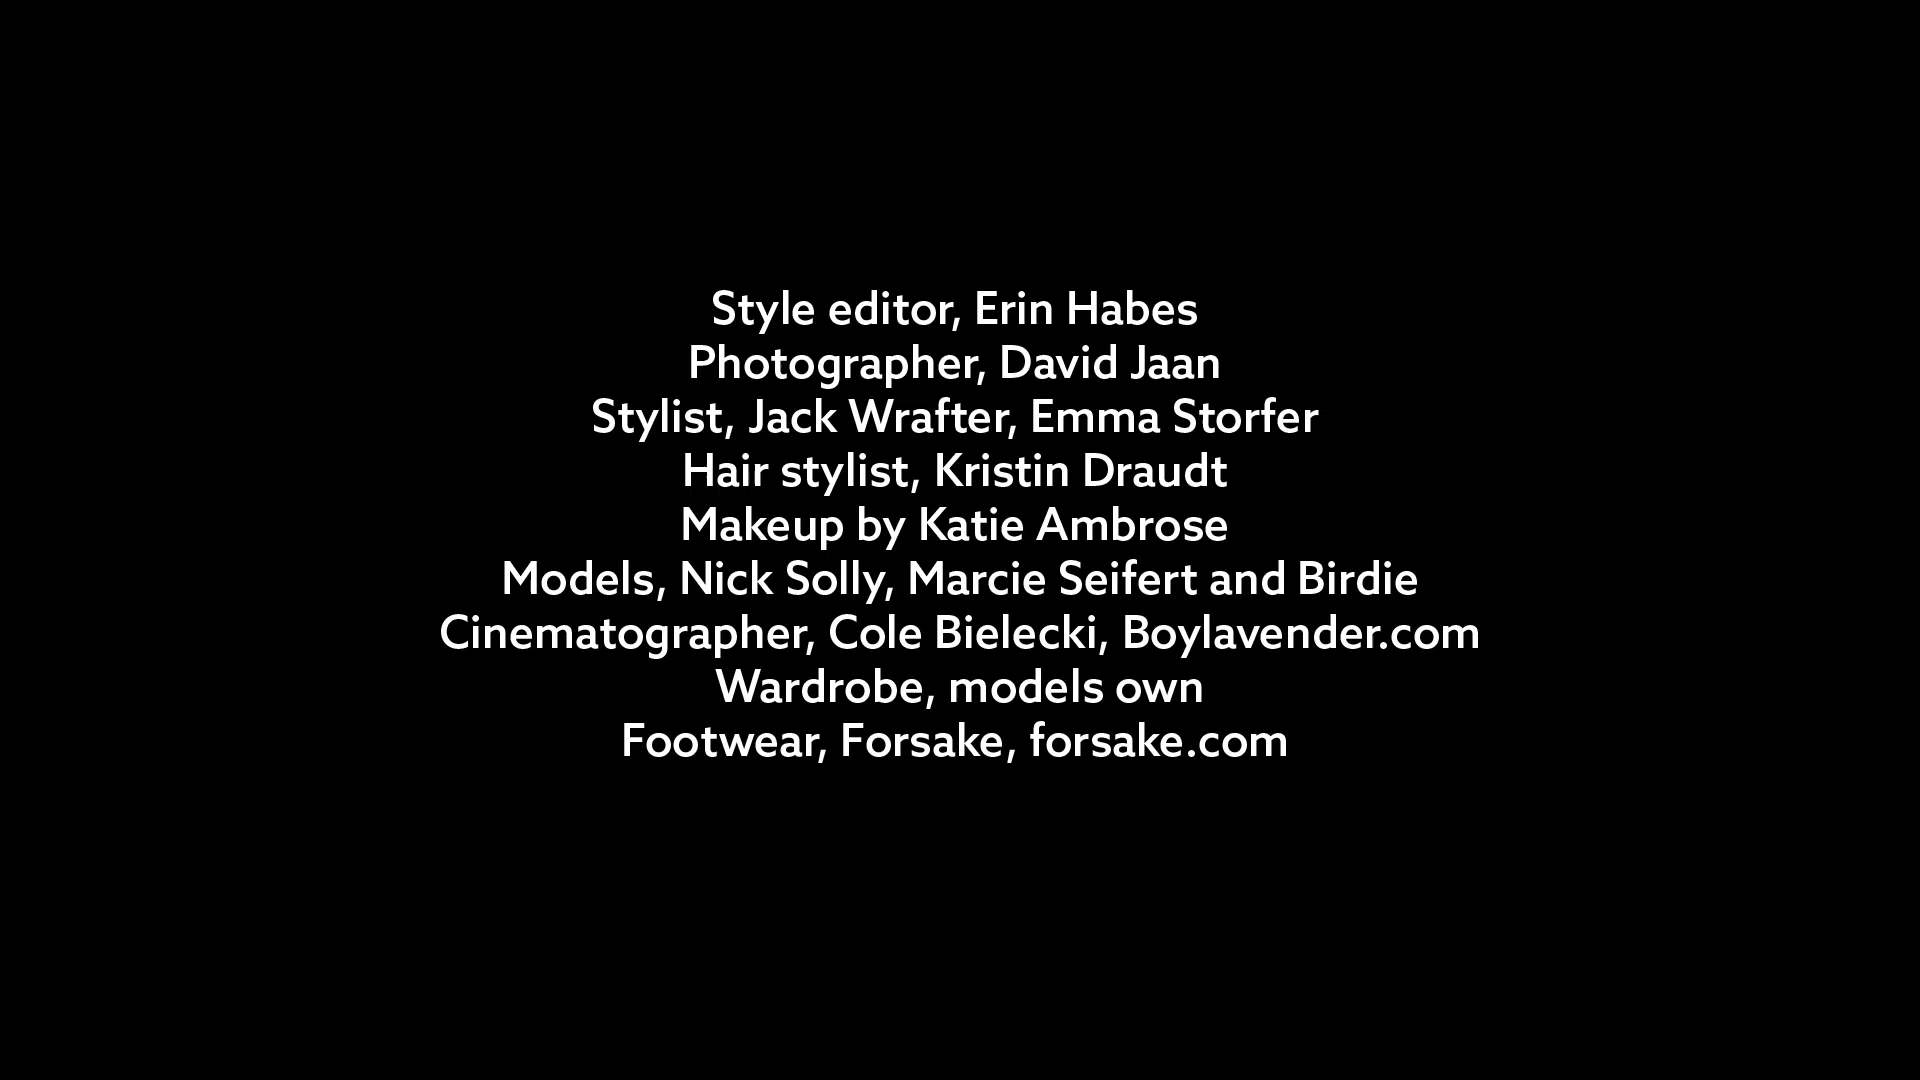 Style editor, Erin Habes
Photographer, David Jaan
Stylist, Jack Wrafter, Emma Storfer
Hair stylist, Kristin Draudt
Makeup by Katie Ambrose
Models, Nick Solly, Marcie Seifert and Birdie
Cinematographer, Cole Bielecki, Boylavender.com
Wardrobe, models own
Footwear, Forsake, forsake.com